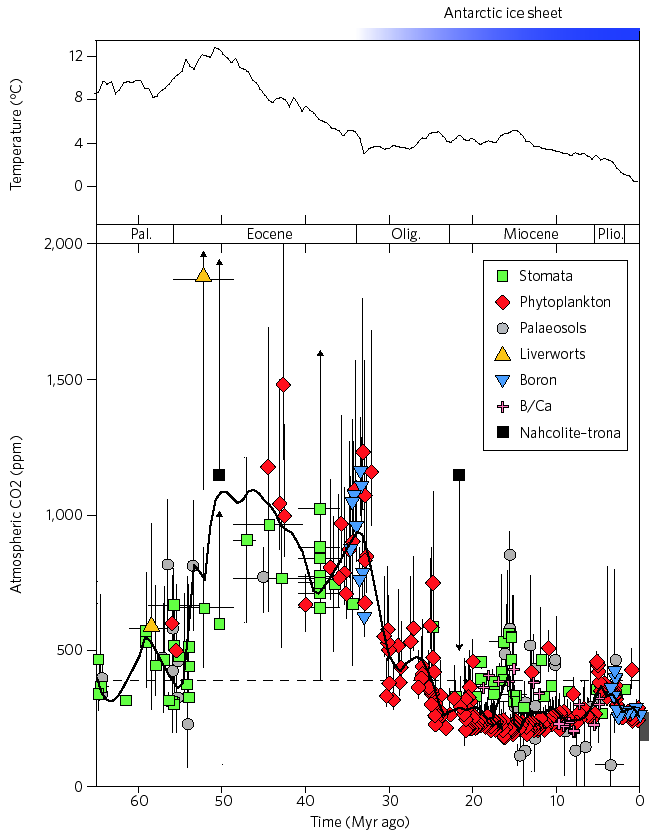 Antarctic ice sheet
Temperature (°C)
12
8
4
0
Pal. Eocene Olig. Miocene Plio.
Atmospheric CO2 (ppm)
2,000
1,500
1,000
500
0
Stomata
Phytoplankton
Palaeosols
Liverworts
Boron
B/Ca
Nahcolite–trona
60 50 40 30 20 10 0
Time (Myr ago)